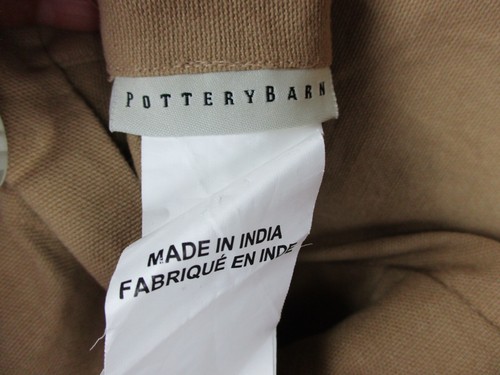 POTTERYBARN
MADE IN INDIA
FABRIQUÉ EN INDE